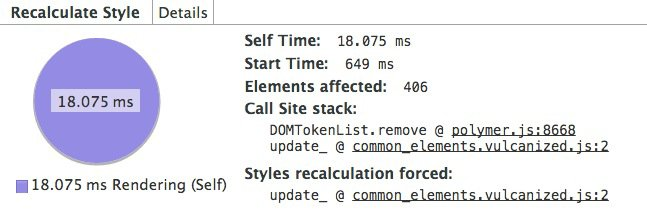 Recalculate Style Details
18.075 ms
18.075 ms Rendering (Self)
Self Time: 18.075 ms
Start Time: 649 ms
Elements affected: 406
Call Site stack:
DOMTokenList.remove @ polymer.js:8668
update_ @ common_elements.vulcanized.js:2
Styles recalculation forced:
update_ @ common_elements.vulcanized.js:2